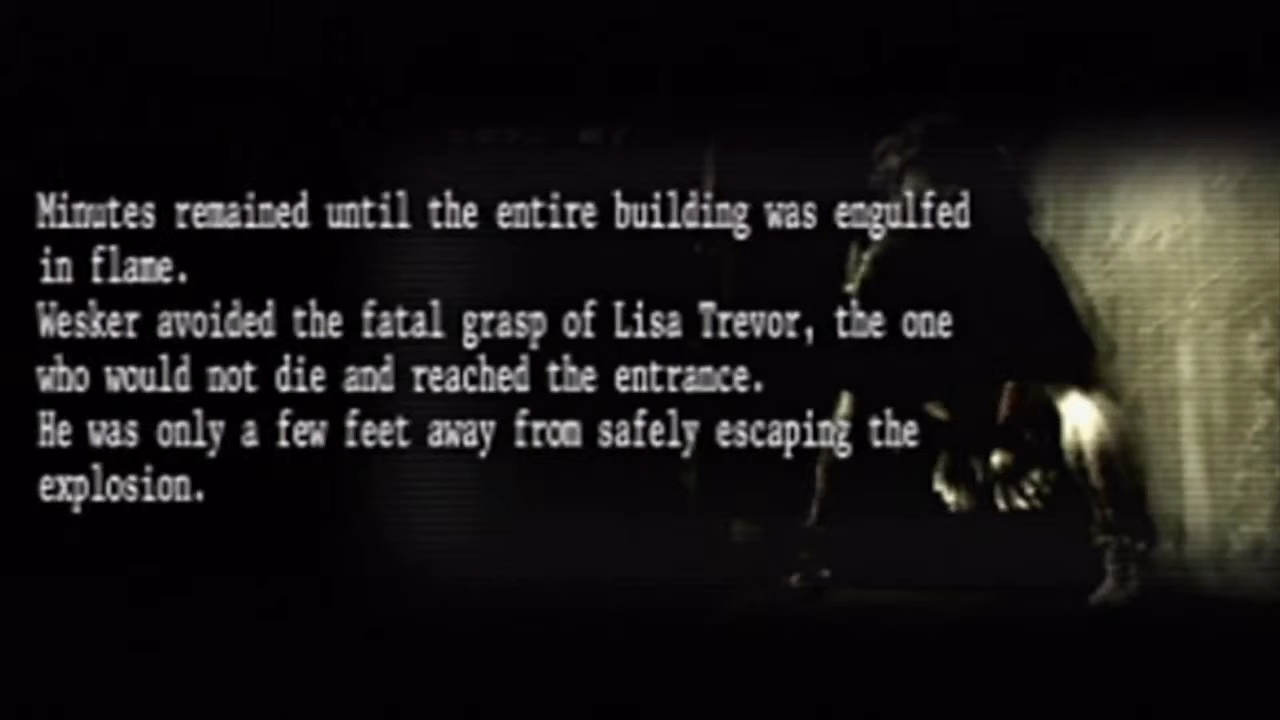 Minutes remained until the entire building was engulfed
in flame.
Wesker avoided the fatal grasp of Lisa Trevor, the one
who would not die and reached the entrance.
He was only a few feet away from safely escaping the
explosion.